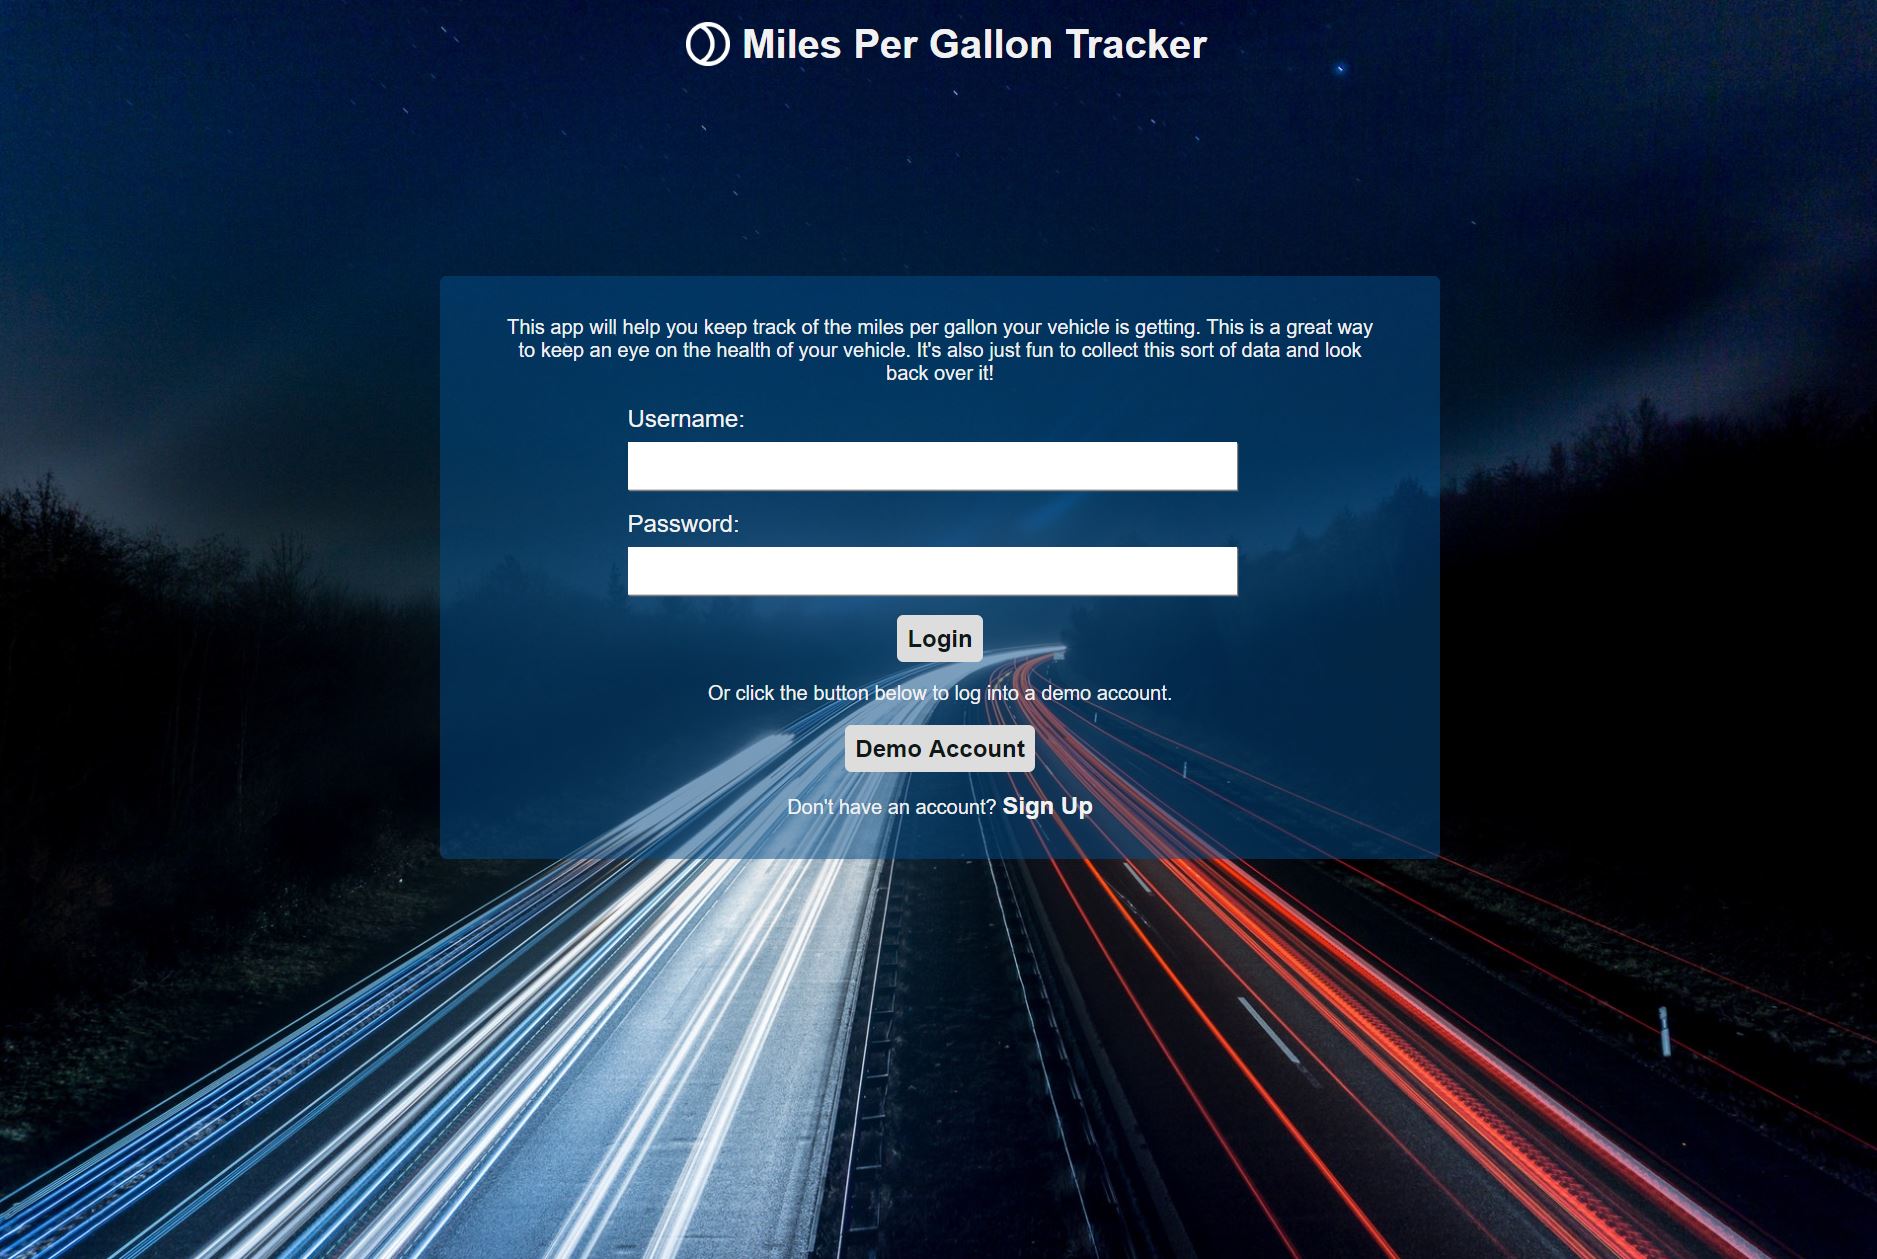 Miles Per Gallon Tracker
This app will help you keep track of the miles per gallon your vehicle is getting. This is a great way
to keep an eye on the health of your vehicle. It's also just fun to collect this sort of data and look
back over it!
Username:
Password:
Login
Or click the button below to log into a demo account.
Demo Account
Don't have an account? Sign Up